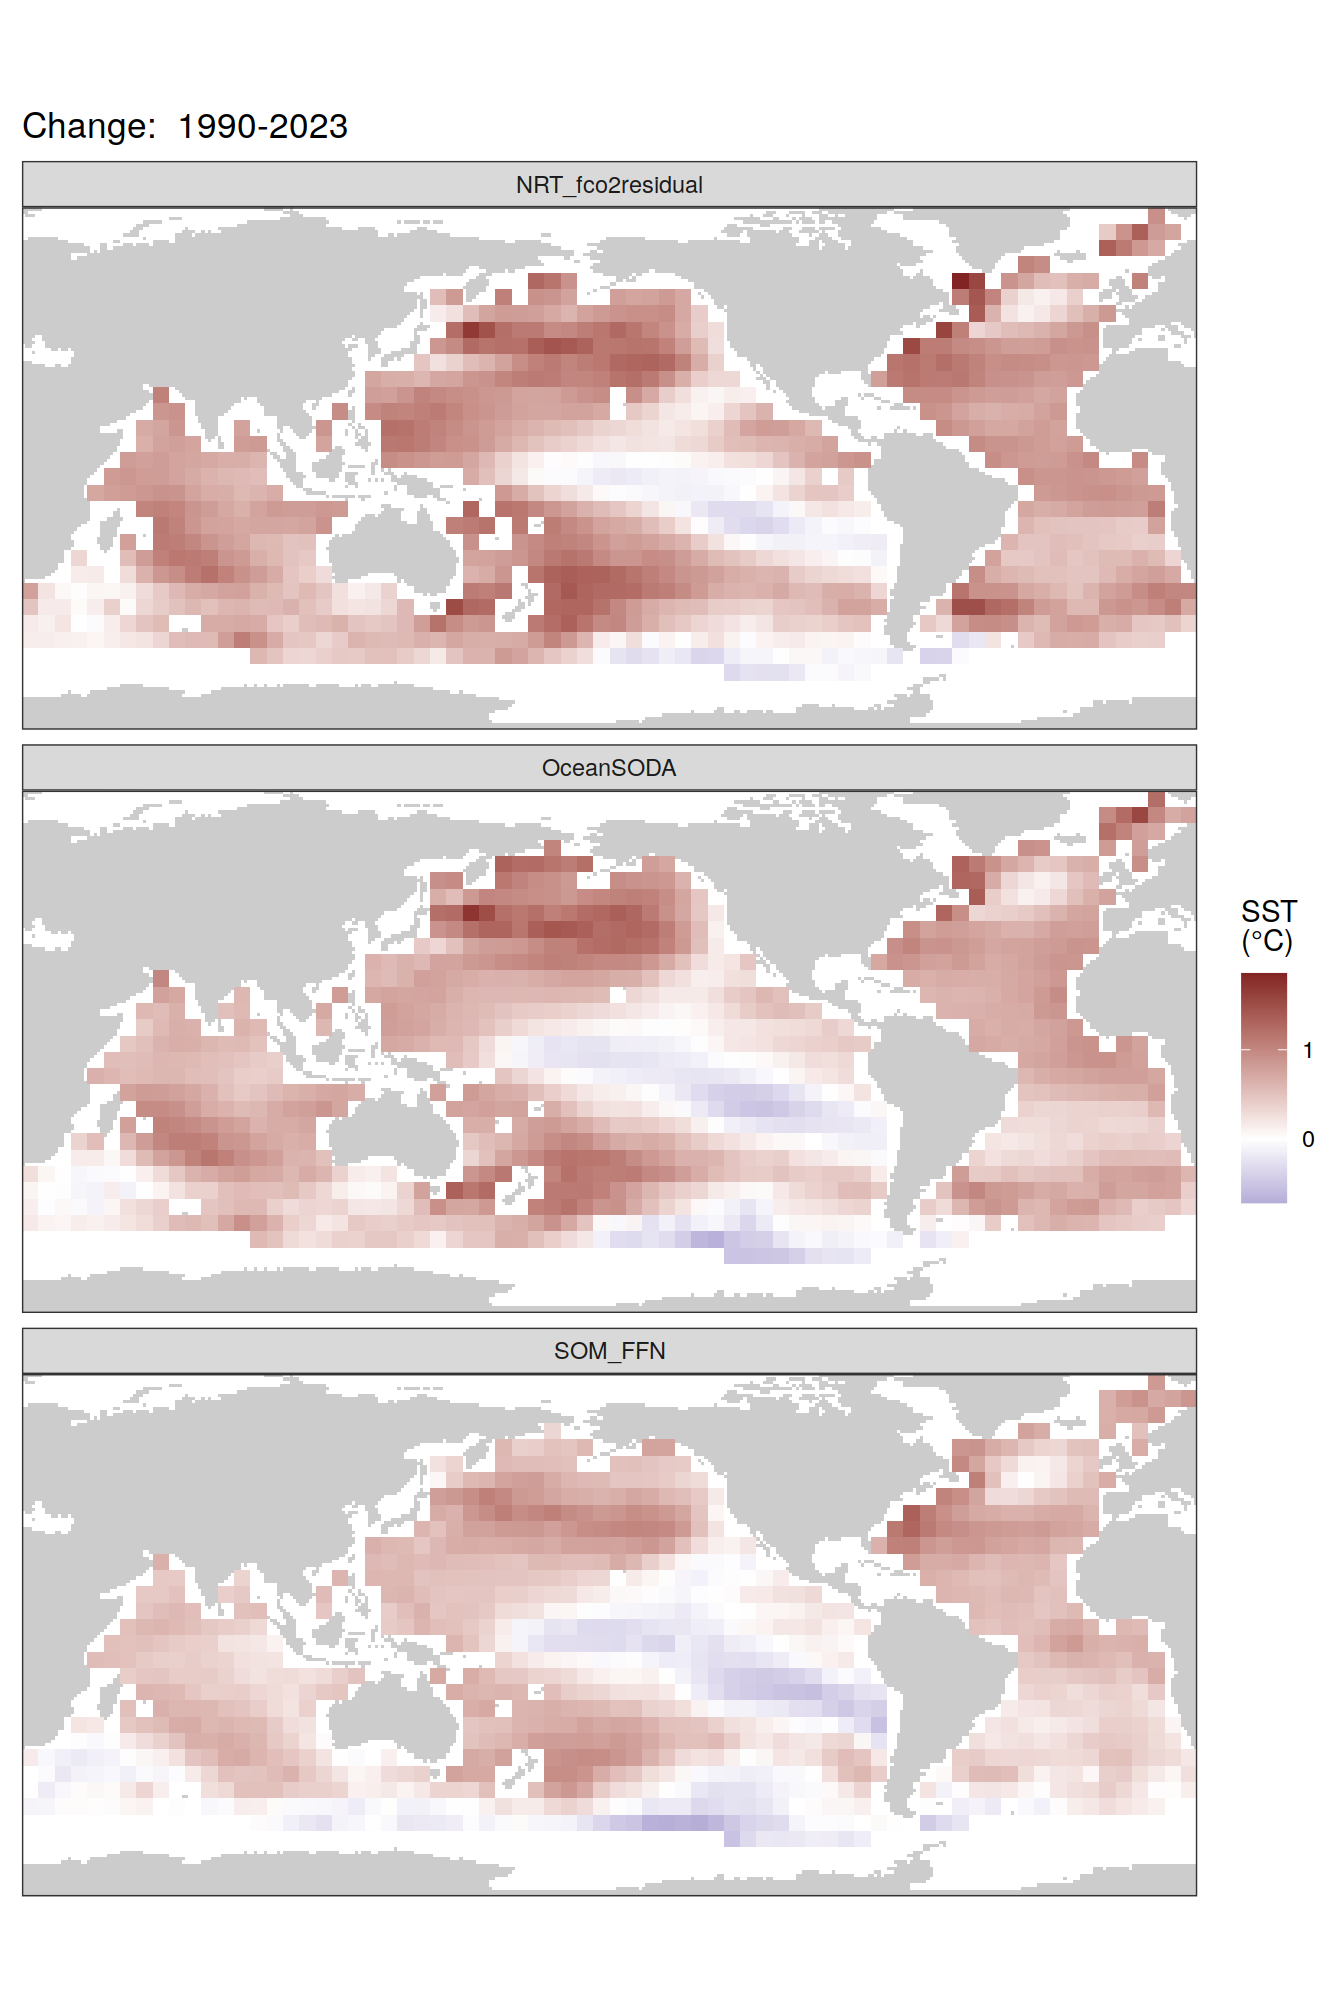 Change:  1990-2023
NRT_fco2residual
OceanSODA
SST
(°C)
1
0
SOM_FFN